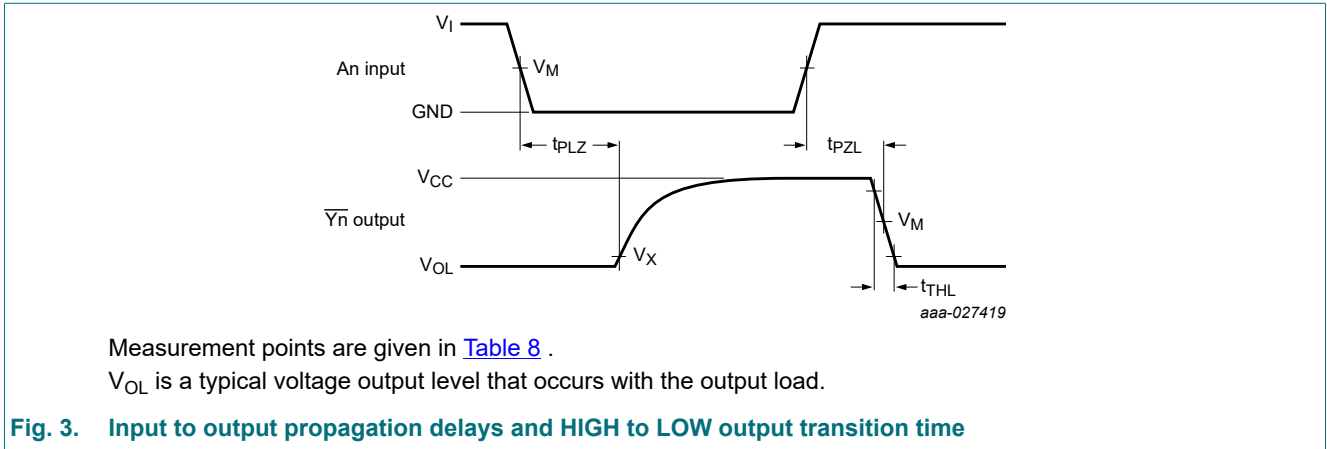 V_I
An input
V_M
GND
t_PLZ
t_PZL
V_CC
Y̅n̅ output
V_M
V_X
V_OL
t_THL
aaa-027419
Measurement points are given in Table 8 .
V_OL is a typical voltage output level that occurs with the output load.
Fig. 3. Input to output propagation delays and HIGH to LOW output transition time